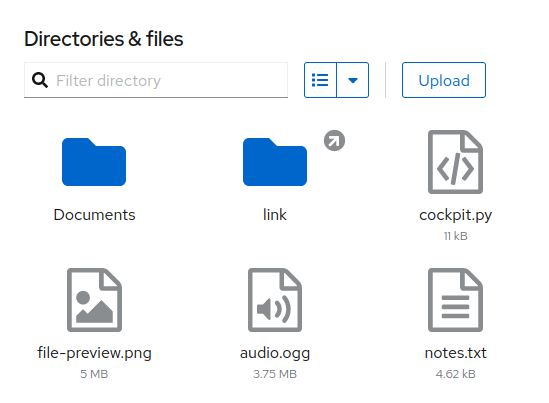 Directories & files
Filter directory
Upload
Documents
link
cockpit.py
11 kB
file-preview.png
5 MB
audio.ogg
3.75 MB
notes.txt
4.62 kB